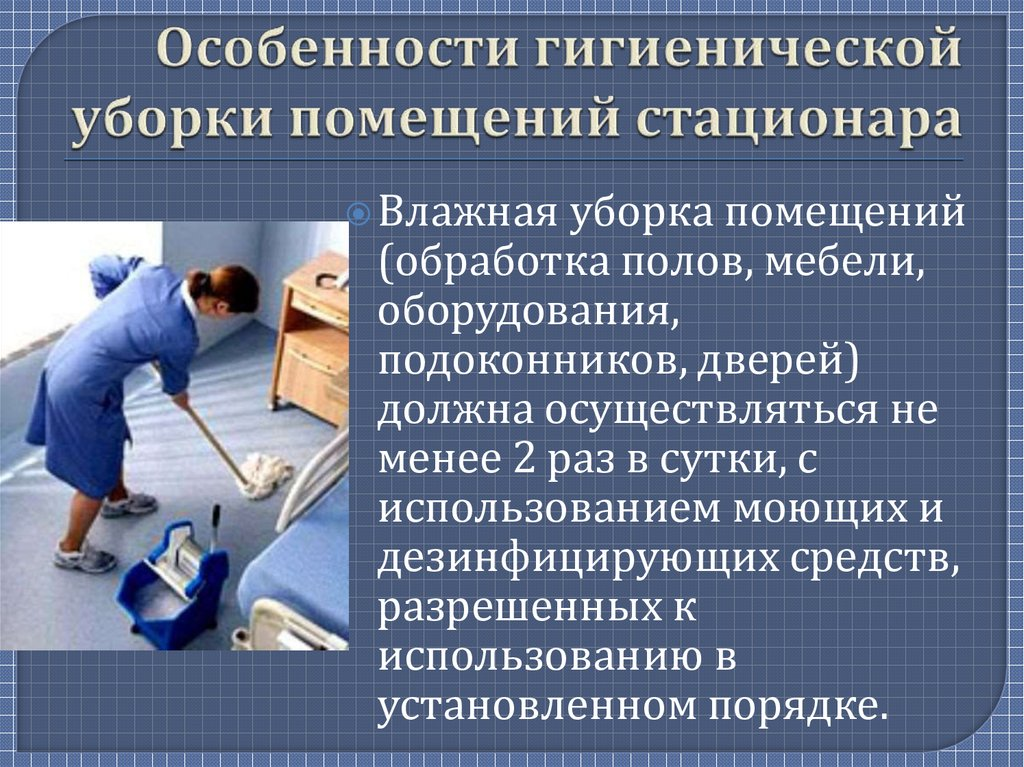 Особенности гигиенической
уборки помещений стационара
Влажная уборка помещений
(обработка полов, мебели,
оборудования,
подоконников, дверей)
должна осуществляться не
менее 2 раз в сутки, с
использованием моющих и
дезинфицирующих средств,
разрешенных к
использованию в
установленном порядке.